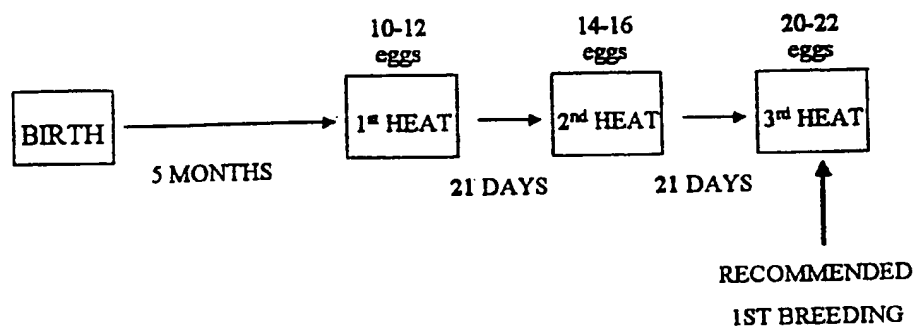 10-12
eggs
14-16
eggs
20-22
eggs
BIRTH
1st HEAT
2nd HEAT
3rd HEAT
5 MONTHS
21 DAYS
21 DAYS
RECOMMENDED
1ST BREEDING